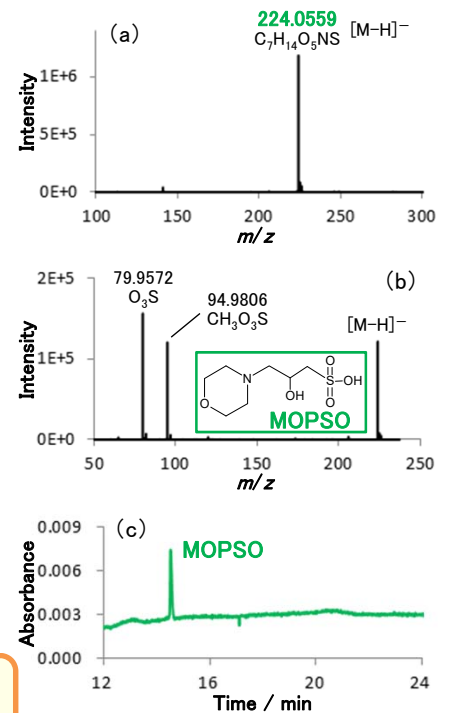 (a)
224.0559
C₇H₁₄O₅NS
[M-H]⁻
Intensity
1E+6
5E+5
0E+0
100 150 200 250 300
m/z
(b)
2E+5
1E+5
0E+0
Intensity
79.9572
O₃S
94.9806
CH₃O₃S
[M-H]⁻
N
O
OH
O
S
OH
O
MOPSO
50 100 150 200 250
m/z
(c)
MOPSO
Absorbance
0.009
0.006
0.003
0.000
12 16 20 24
Time / min